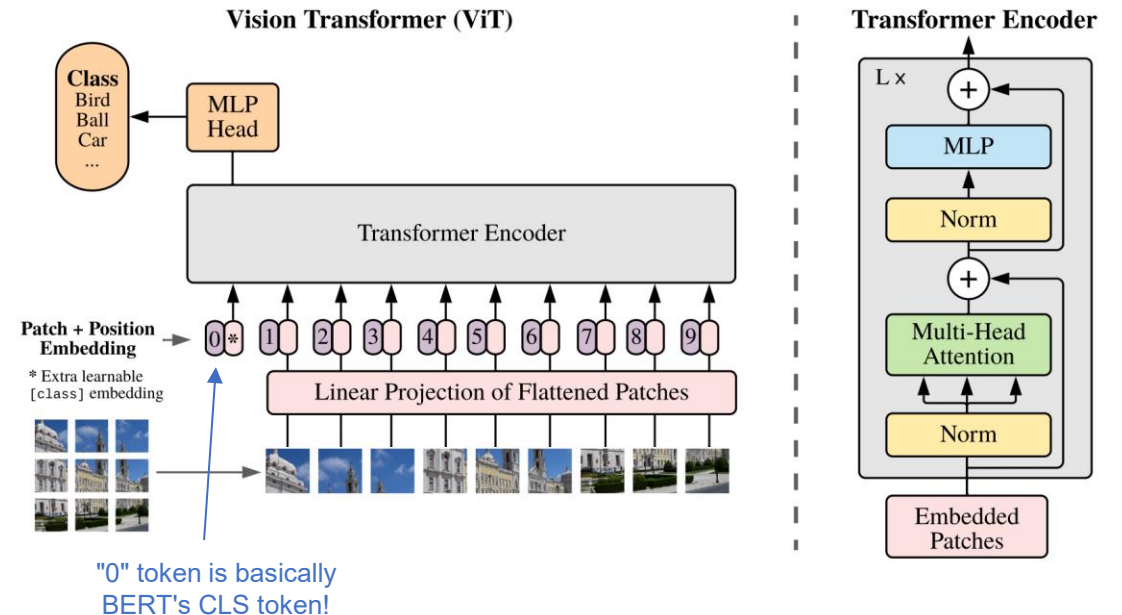 Vision Transformer (ViT)
Class
Bird
Ball
Car
...
MLP
Head
Transformer Encoder
Patch + Position
Embedding
0 * 1 2 3 4 5 6 7 8 9
* Extra learnable
[class] embedding
Linear Projection of Flattened Patches
"0" token is basically
BERT's CLS token!
Transformer Encoder
L ×
+
MLP
Norm
+
Multi-Head
Attention
Norm
Embedded
Patches